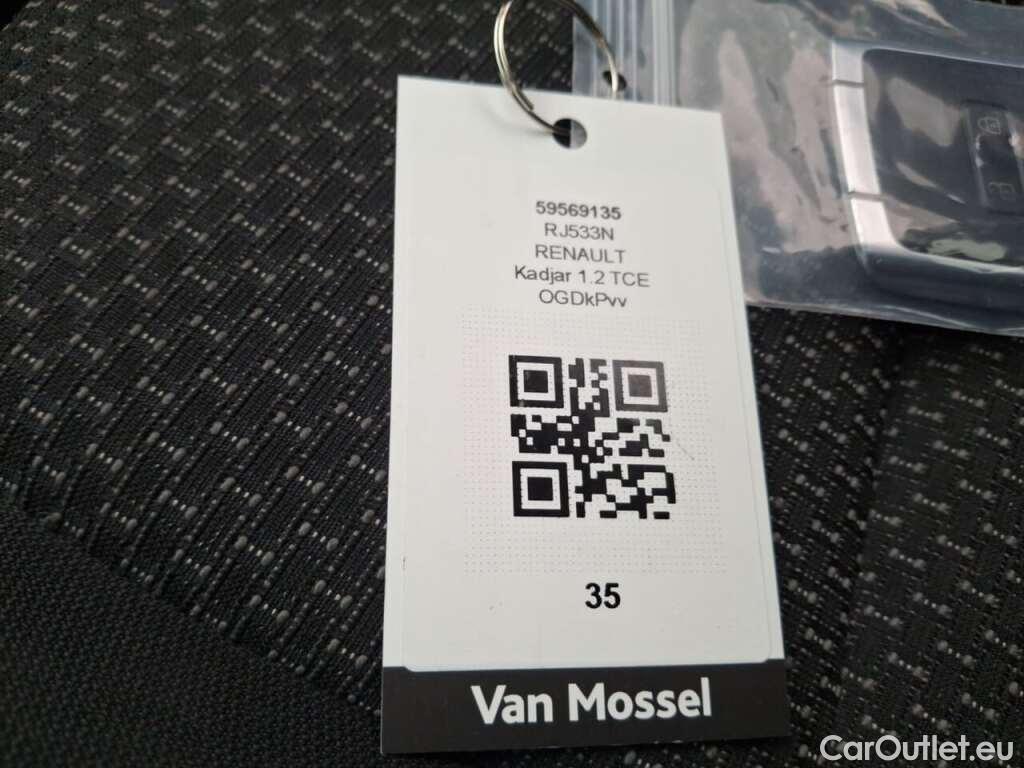 59569135
RJ533N
RENAULT
Kadjar 1.2 TCE
OGDkPvv
35
Van Mossel
CarOutlet.eu